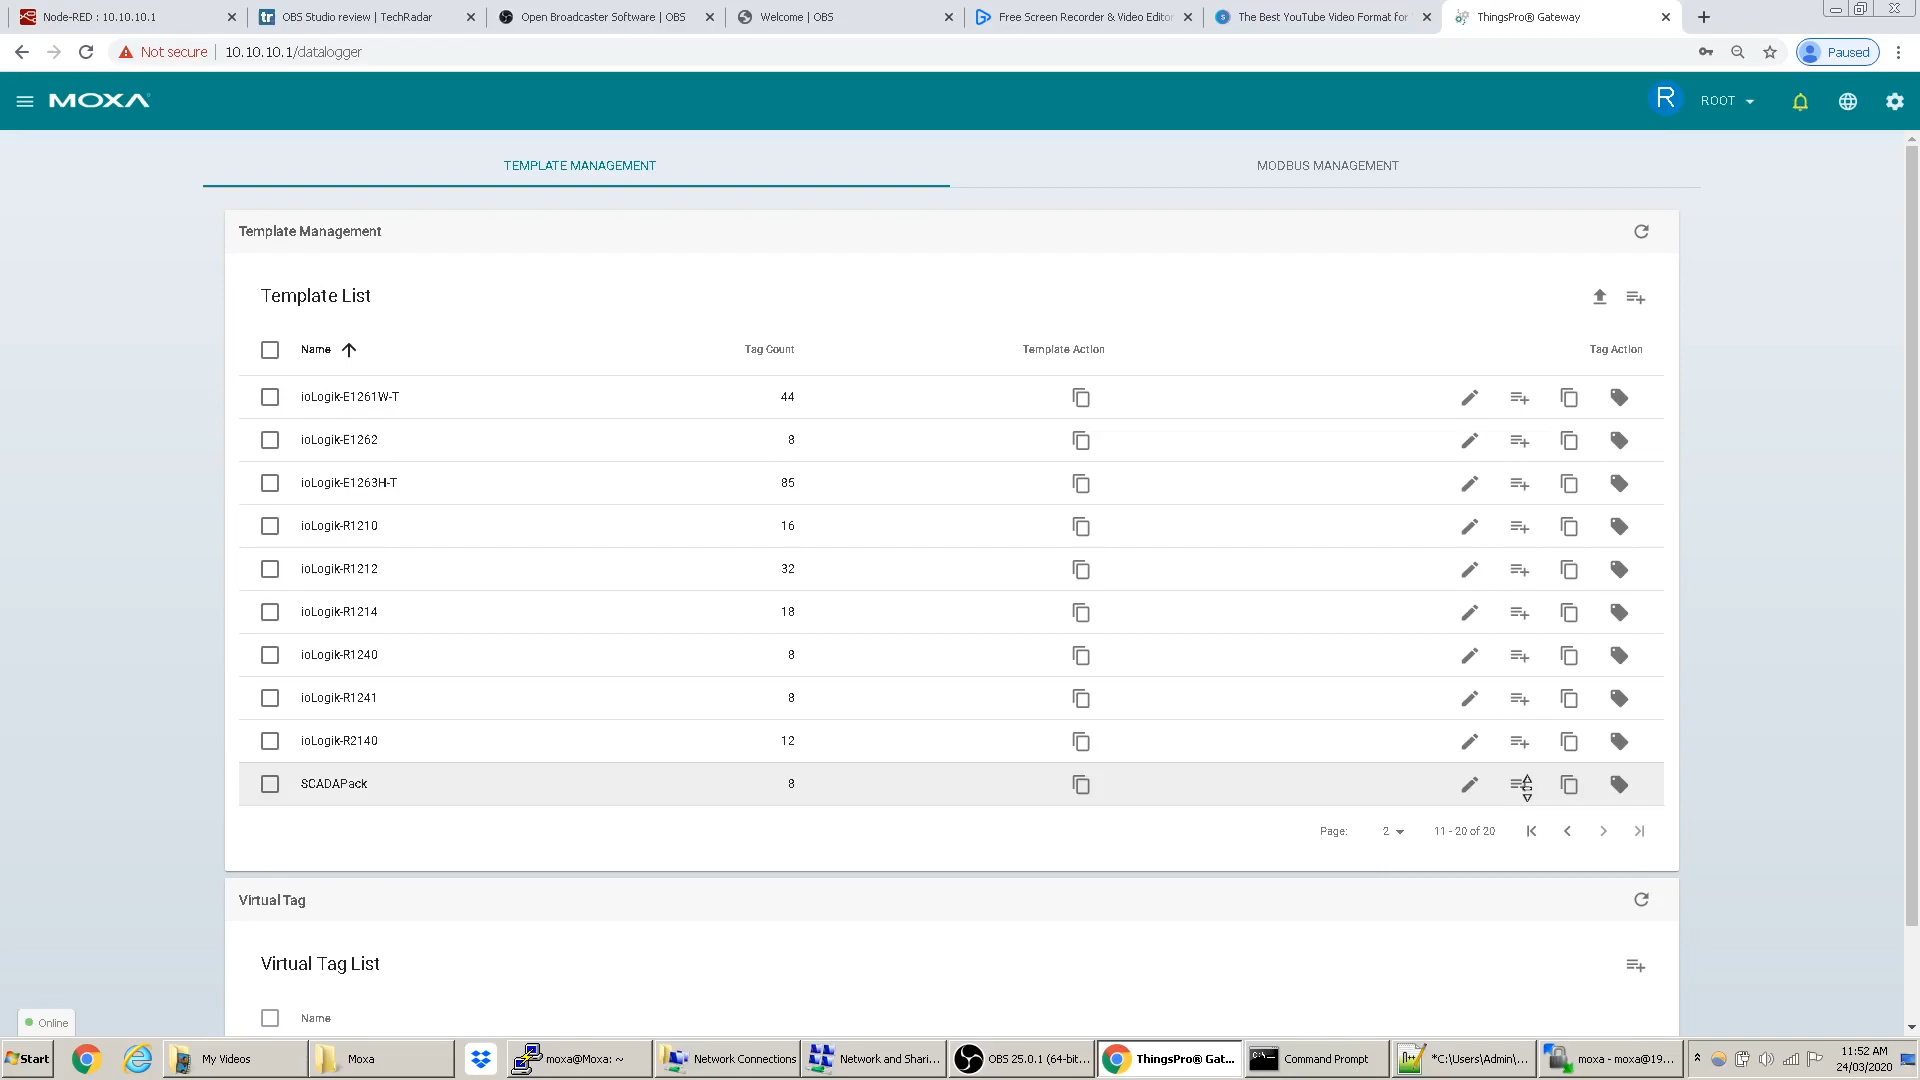 Node-RED : 10.10.10.1
OBS Studio review | TechRadar
Open Broadcaster Software | OBS
Welcome | OBS
Free Screen Recorder & Video Editor
The Best YouTube Video Format for
ThingsPro® Gateway
Not secure
10.10.10.1/datalogger
Paused
MOXA
R
ROOT
TEMPLATE MANAGEMENT
MODBUS MANAGEMENT
Template Management
Template List
Name
Tag Count
Template Action
Tag Action
ioLogik-E1261W-T 44
ioLogik-E1262 8
ioLogik-E1263H-T 85
ioLogik-R1210 16
ioLogik-R1212 32
ioLogik-R1214 18
ioLogik-R1240 8
ioLogik-R1241 8
ioLogik-R2140 12
SCADAPack 8
Page: 2 11 - 20 of 20
Virtual Tag
Virtual Tag List
Name
Online
Start
My Videos
Moxa
moxa@Moxa: ~
Network Connections
Network and Shari...
OBS 25.0.1 (64-bit...
ThingsPro® Gat...
Command Prompt
*C:\Users\Admin\...
moxa - moxa@19...
11:52 AM
24/03/2020